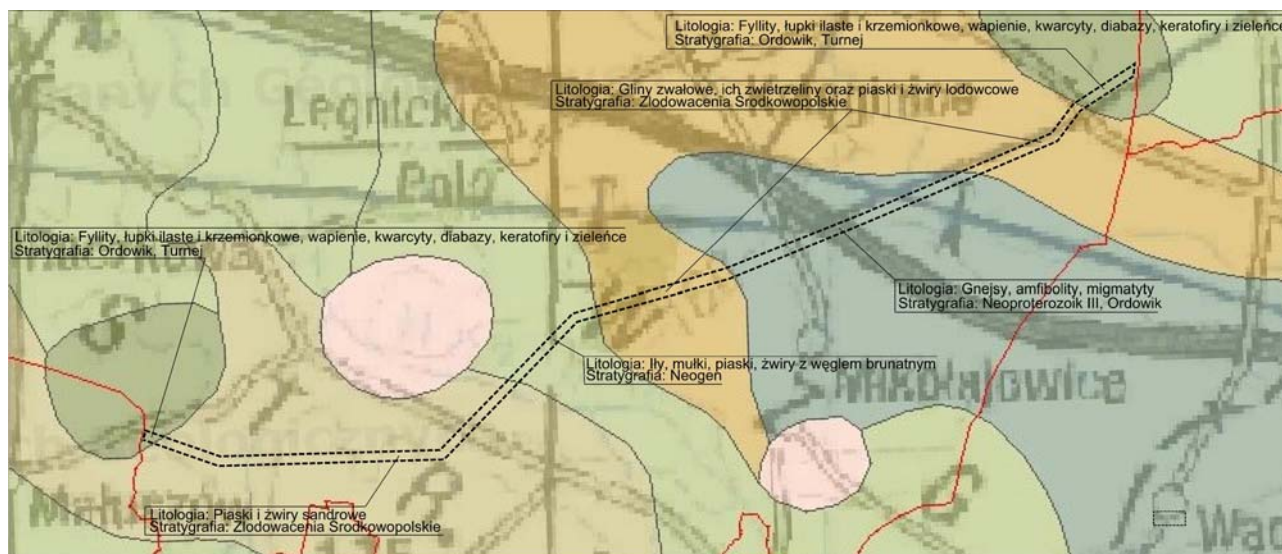 Litologia: Fyllity, łupki ilaste i krzemionkowe, wapienie, kwarcyty, diabazy, keratofiry i zieleńce
Stratygrafia: Ordowik, Turnej
Litologia: Gliny zwałowe, ich zwietrzeliny oraz piaski i żwiry lodowcowe
Stratygrafia: Zlodowacenia Środkowopolskie
Legnickie
Pole
Litologia: Fyllity, łupki ilaste i krzemionkowe, wapienie, kwarcyty, diabazy, keratofiry i zieleńce
Stratygrafia: Ordowik, Turnej
Litologia: Gnejsy, amfibolity, migmatyty
Stratygrafia: Neoproterozoik III, Ordowik
Litologia: Iły, mułki, piaski, żwiry z węglem brunatnym
Stratygrafia: Neogen
Mikołajowice
Litologia: Piaski i żwiry sandrowe
Stratygrafia: Zlodowacenia Środkowopolskie